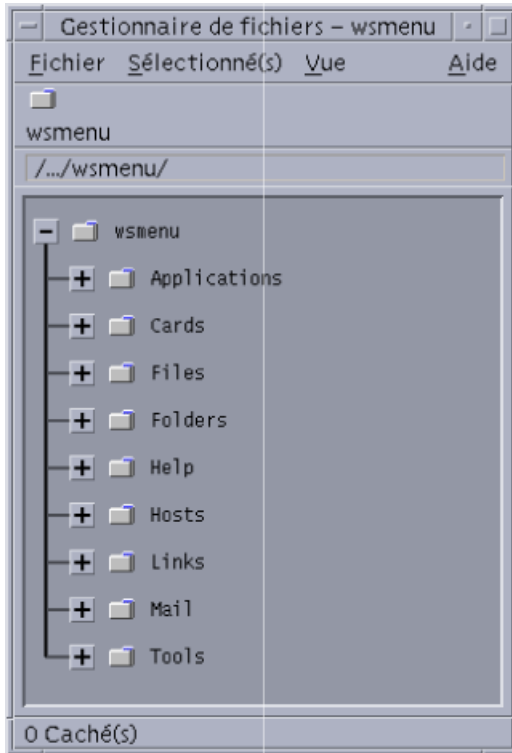 Gestionnaire de fichiers – wsmenu
Fichier Sélectionné(s) Vue Aide
wsmenu
/.../wsmenu/
wsmenu
Applications
Cards
Files
Folders
Help
Hosts
Links
Mail
Tools
0 Caché(s)